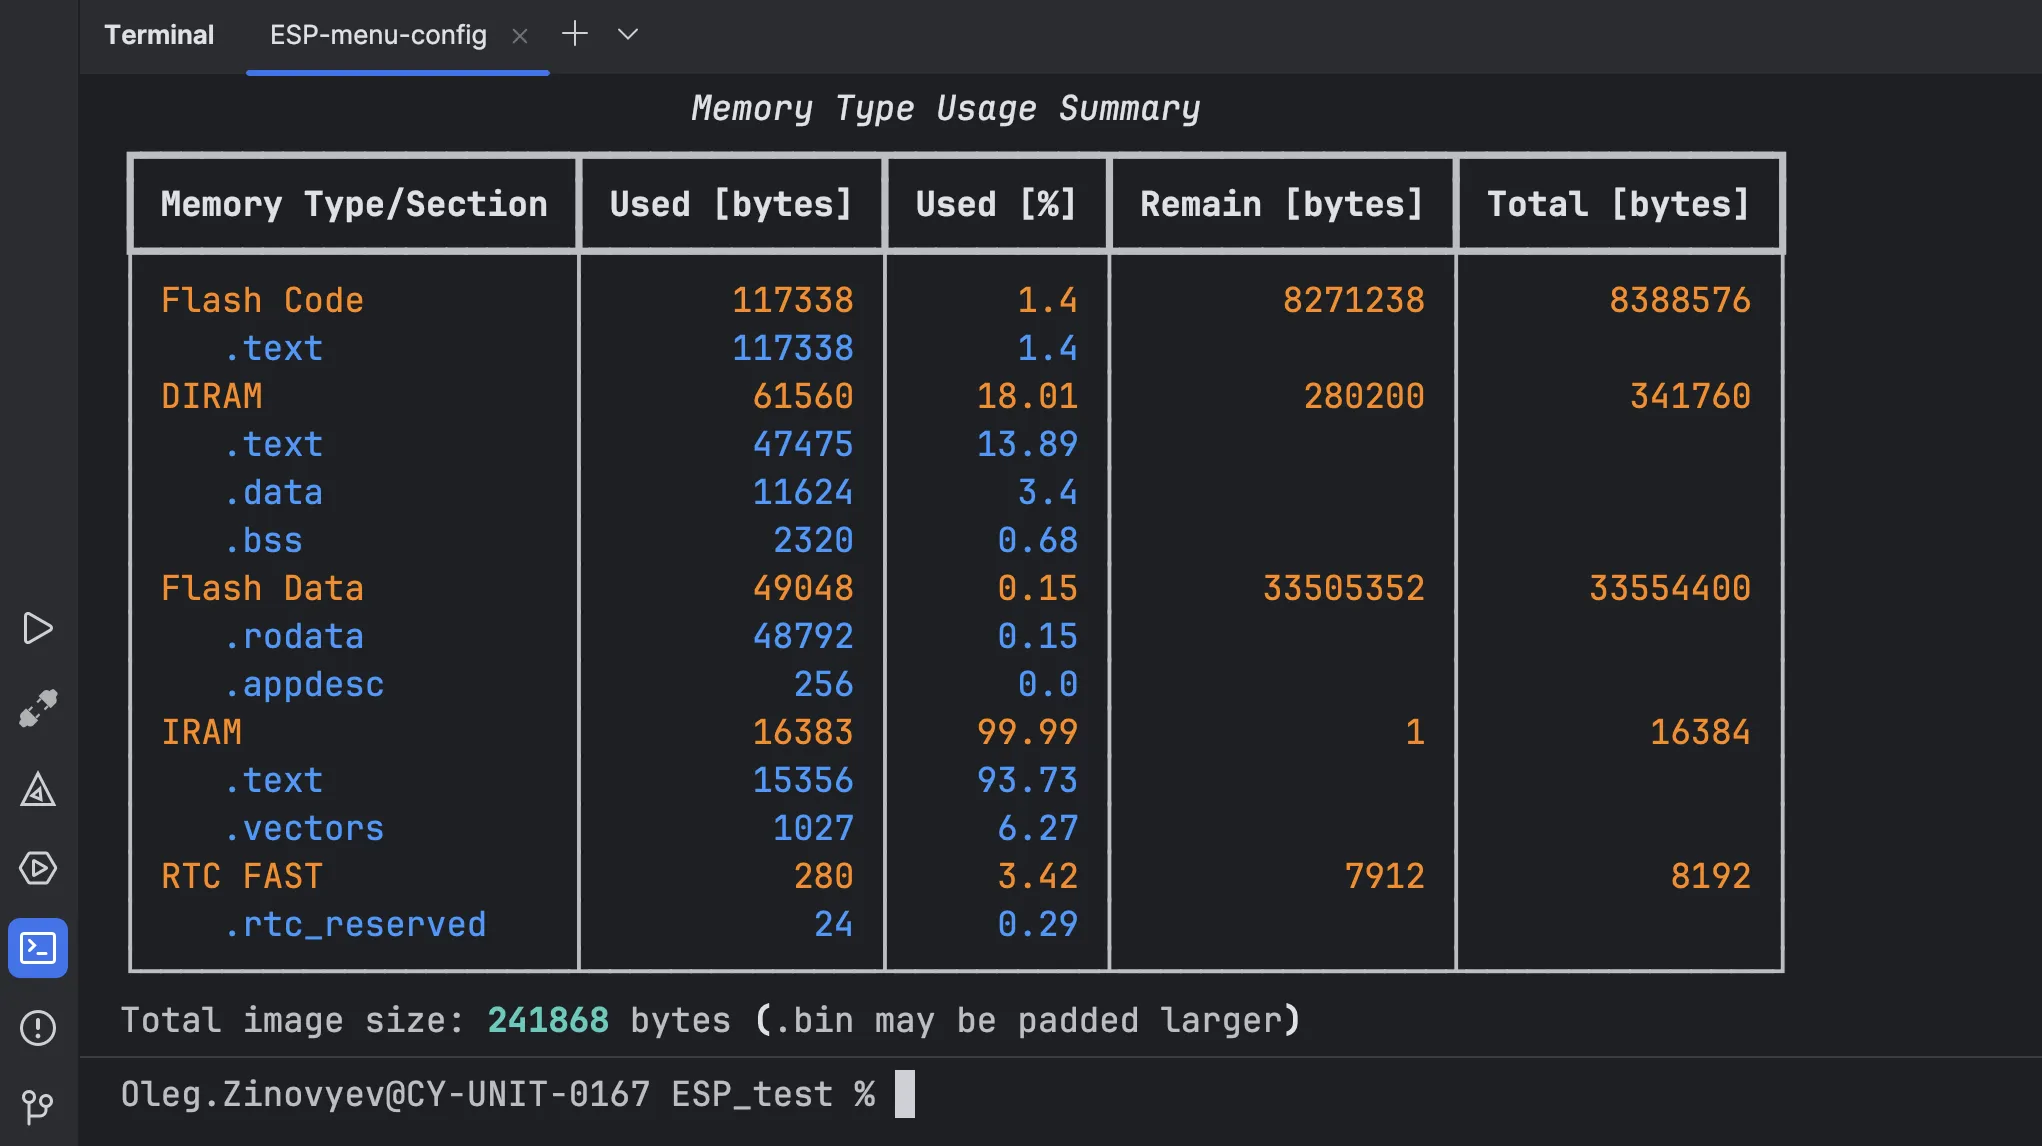 Terminal ESP-menu-config
Memory Type Usage Summary
Memory Type/Section Used [bytes] Used [%] Remain [bytes] Total [bytes]
Flash Code 117338 1.4 8271238 8388576
.text 117338 1.4
DIRAM 61560 18.01 280200 341760
.text 47475 13.89
.data 11624 3.4
.bss 2320 0.68
Flash Data 49048 0.15 33505352 33554400
.rodata 48792 0.15
.appdesc 256 0.0
IRAM 16383 99.99 1 16384
.text 15356 93.73
.vectors 1027 6.27
RTC FAST 280 3.42 7912 8192
.rtc_reserved 24 0.29
Total image size: 241868 bytes (.bin may be padded larger)
Oleg.Zinovyev@CY-UNIT-0167 ESP_test %